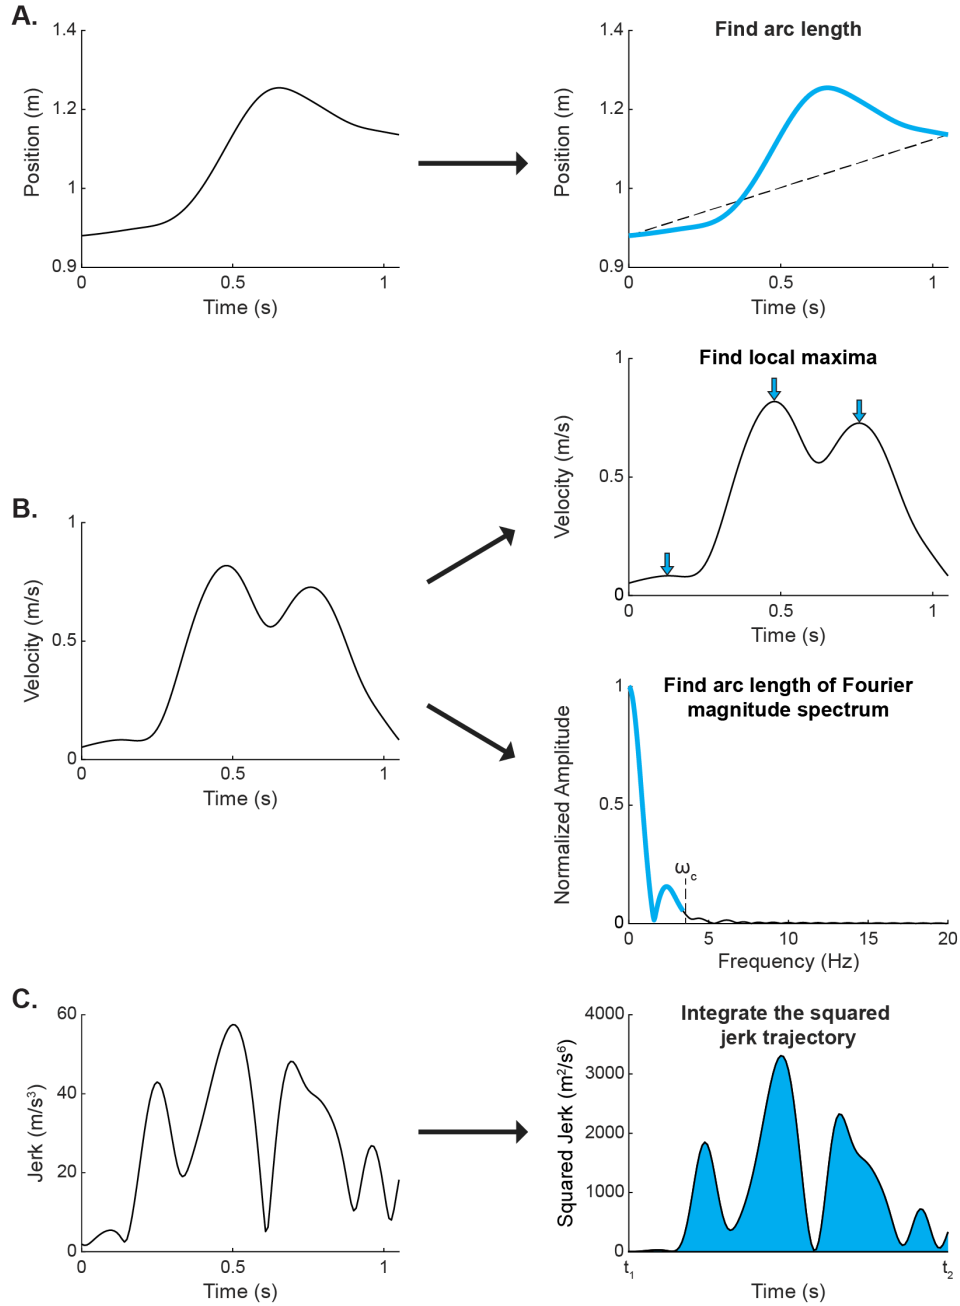 A.
1.4
1.2
1
0.9
Position (m)
0
0.5
1
Time (s)
Find arc length
1.4
1.2
1
0.9
Position (m)
0
0.5
1
Time (s)
B.
1
0.5
0
Velocity (m/s)
0
0.5
1
Time (s)
Find local maxima
1
0.5
0
Velocity (m/s)
0
0.5
1
Time (s)
Find arc length of Fourier
magnitude spectrum
1
0.5
0
Normalized Amplitude
ωc
0
5
10
15
20
Frequency (Hz)
C.
60
40
20
0
Jerk (m/s³)
0
0.5
1
Time (s)
Integrate the squared
jerk trajectory
4000
3000
2000
1000
0
Squared Jerk (m²/s⁶)
t₁
t₂
Time (s)